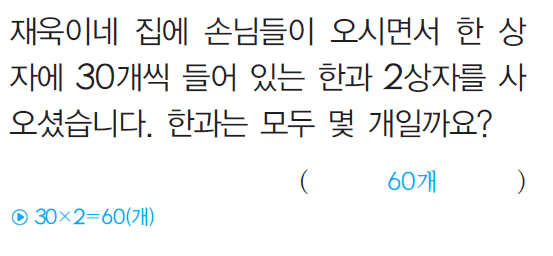 재욱이네 집에 손님들이 오시면서 한 상
자에 30개씩 들어 있는 한과 2상자를 사
오셨습니다. 한과는 모두 몇 개일까요?
( 60개 )
▶ 30×2=60(개)